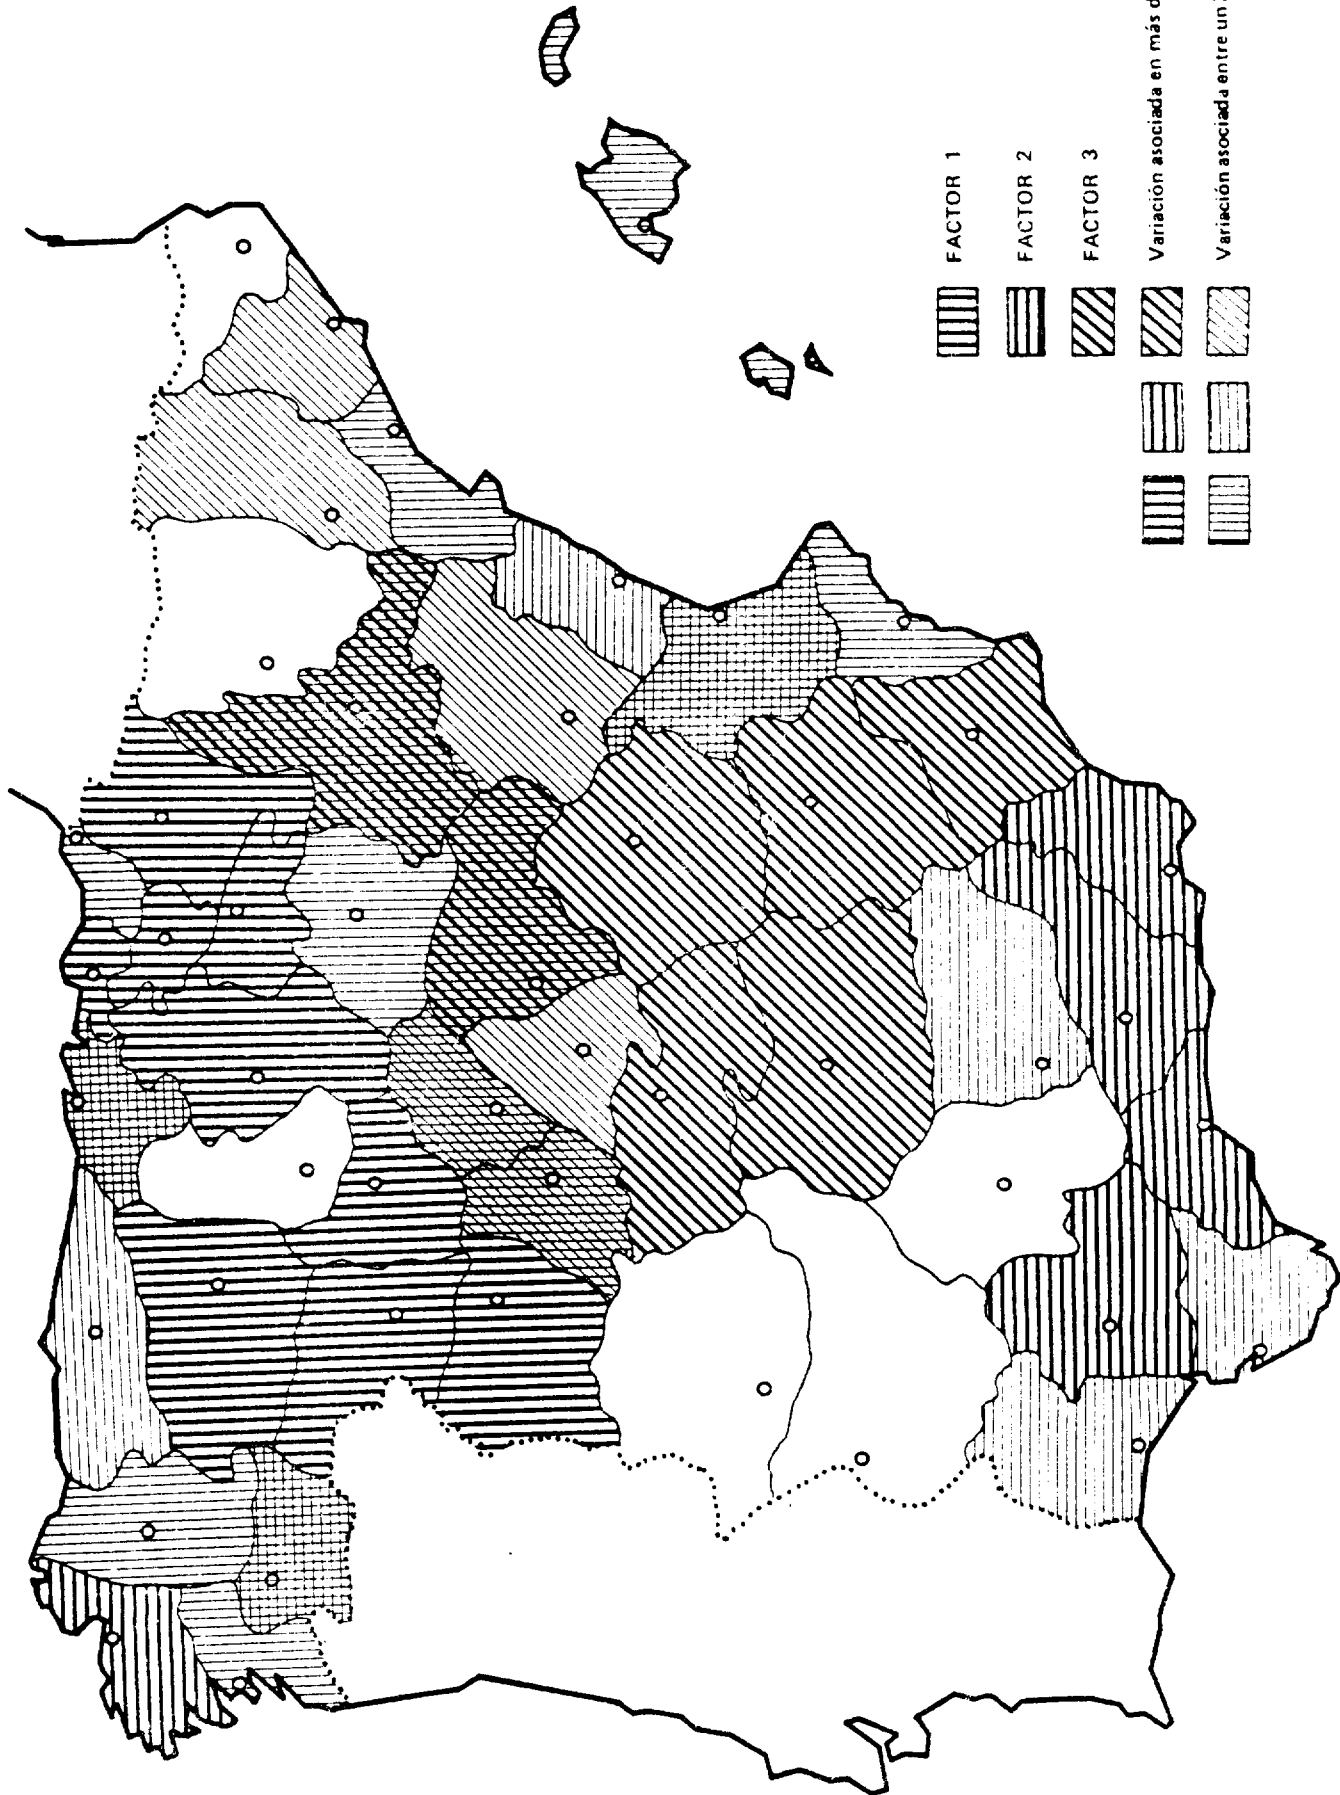 FACTOR 1
FACTOR 2
FACTOR 3
Variación asociada en más
Variación asociada entre un